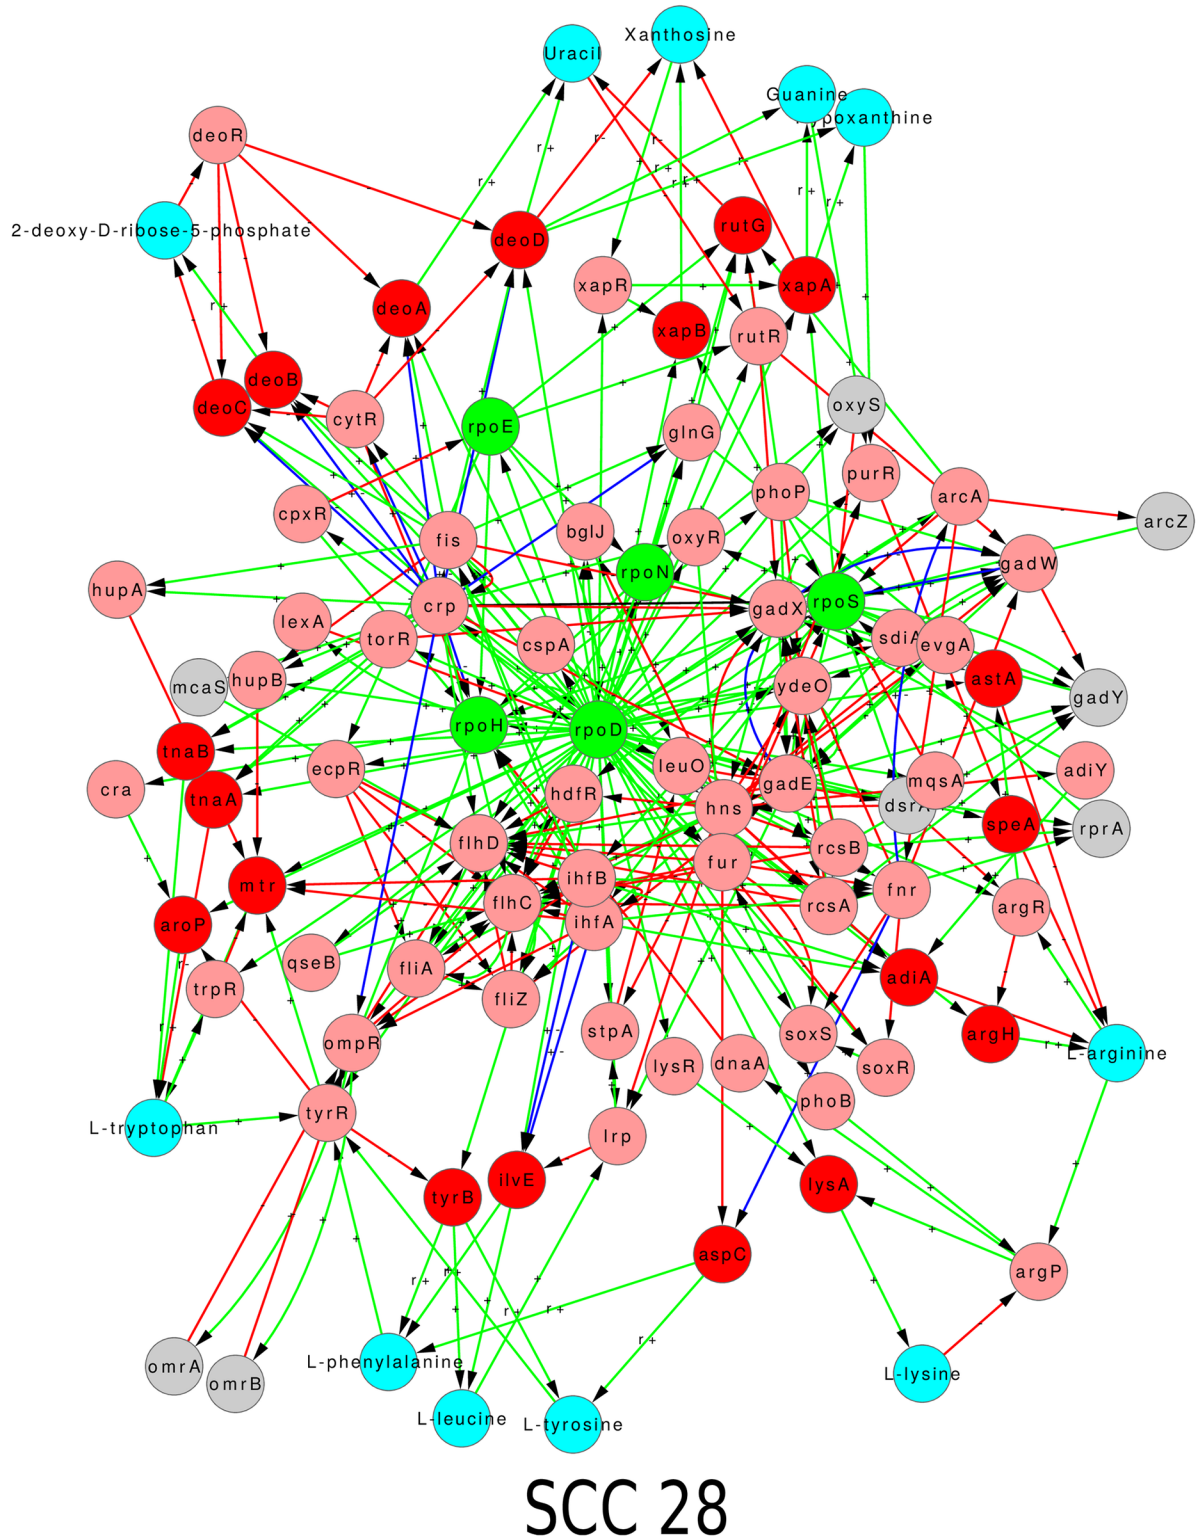 Uracil
Xanthosine
Guanine
deoR
2-deoxy-D-ribose-5-phosphate
deoD
rutG
xapR
xapA
deoA
xapB
rutR
deoB
deoC
cytR
oxyS
rpoE
glnG
purR
phoP
arcA
arcZ
cpxR
fis
bglJ
oxyR
gadW
rpoN
hupA
crp
gadX
rpoS
lexA
torR
cspA
sdiA
evgA
mcaS
hupB
ydeO
astA
gadY
rpoH
rpoD
tnaB
ecpR
leuO
adiY
cra
tnaA
hdfR
gadE
mqsA
hns
speA
rprA
flhD
rcsB
fur
mtr
ihfB
fnr
flhC
rcsA
argR
aroP
ihfA
qseB
fliA
adiA
trpR
fliZ
stpA
soxS
argH
ompR
L-arginine
lysR
dnaA
soxR
phoB
tyrR
L-tryptophan
lrp
tyrB
ilvE
lysA
aspC
argP
omrA
omrB
L-phenylalanine
L-lysine
L-leucine
L-tyrosine
SCC 28